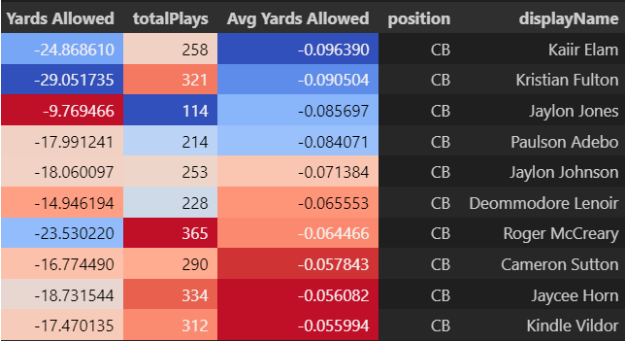 Yards Allowed totalPlays Avg Yards Allowed position displayName
-24.868610 258 -0.096390 CB Kaiir Elam
-29.051735 321 -0.090504 CB Kristian Fulton
-9.769466 114 -0.085697 CB Jaylon Jones
-17.991241 214 -0.084071 CB Paulson Adebo
-18.060097 253 -0.071384 CB Jaylon Johnson
-14.946194 228 -0.065553 CB Deommodore Lenoir
-23.530220 365 -0.064466 CB Roger McCreary
-16.774490 290 -0.057843 CB Cameron Sutton
-18.731544 334 -0.056082 CB Jaycee Horn
-17.470135 312 -0.055994 CB Kindle Vildor